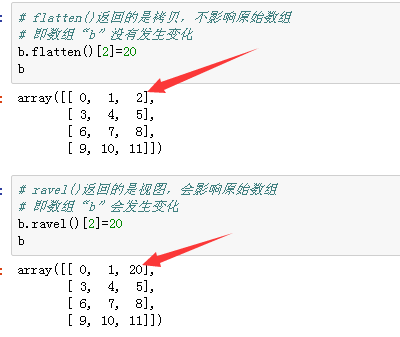 # flatten()返回的是拷贝，不影响原始数组
# 即数组“b”没有发生变化
b.flatten()[2]=20
b
array([[ 0,  1,  2],
       [ 3,  4,  5],
       [ 6,  7,  8],
       [ 9, 10, 11]])
# ravel()返回的是视图，会影响原始数组
# 即数组“b”会发生变化
b.ravel()[2]=20
b
array([[ 0,  1, 20],
       [ 3,  4,  5],
       [ 6,  7,  8],
       [ 9, 10, 11]])